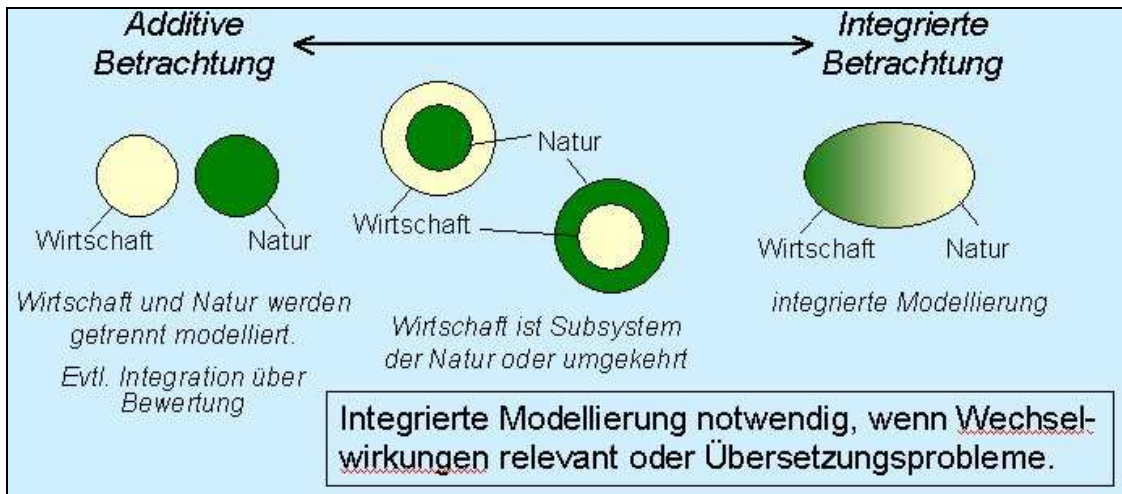 Additive
Betrachtung
Integrierte
Betrachtung
Wirtschaft
Natur
Natur
Wirtschaft
Wirtschaft
Natur
Wirtschaft und Natur werden
getrennt modelliert.
Evtl. Integration über
Bewertung
Wirtschaft ist Subsystem
der Natur oder umgekehrt
integrierte Modellierung
Integrierte Modellierung notwendig, wenn Wechsel-
wirkungen relevant oder Übersetzungsprobleme.